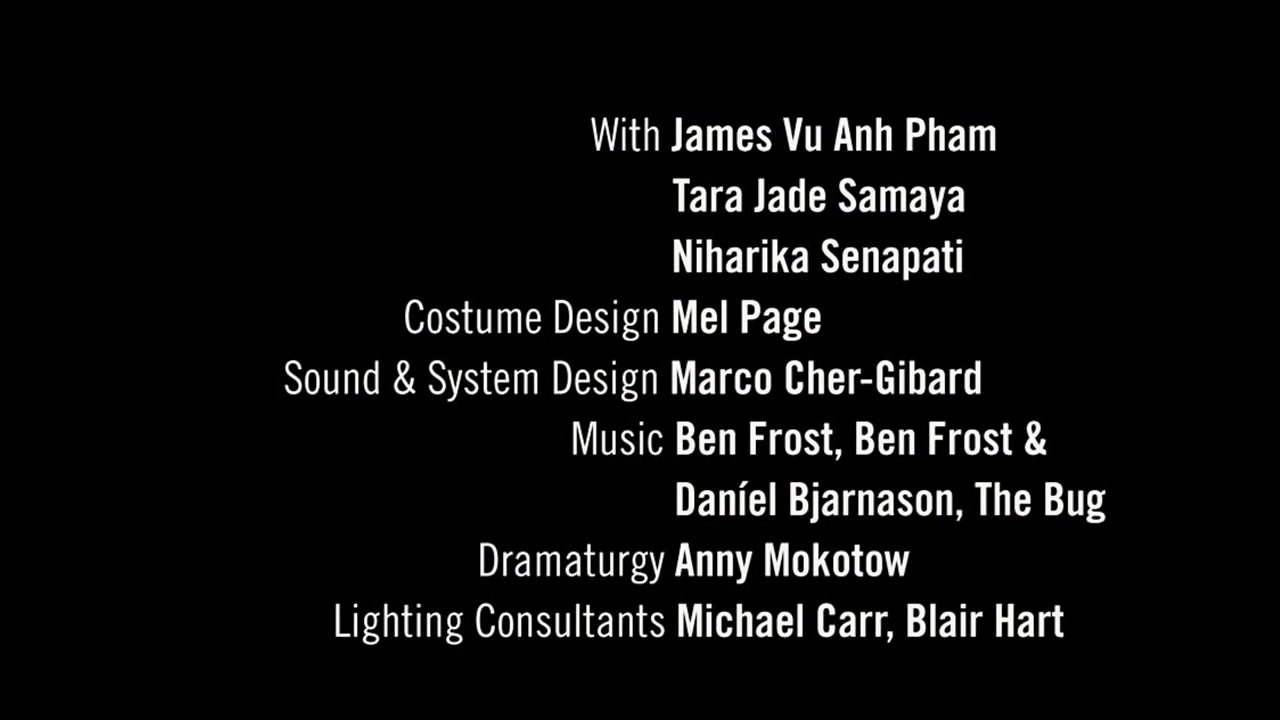 With James Vu Anh Pham
Tara Jade Samaya
Niharika Senapati
Costume Design Mel Page
Sound & System Design Marco Cher-Gibard
Music Ben Frost, Ben Frost &
Daníel Bjarnason, The Bug
Dramaturgy Anny Mokotow
Lighting Consultants Michael Carr, Blair Hart